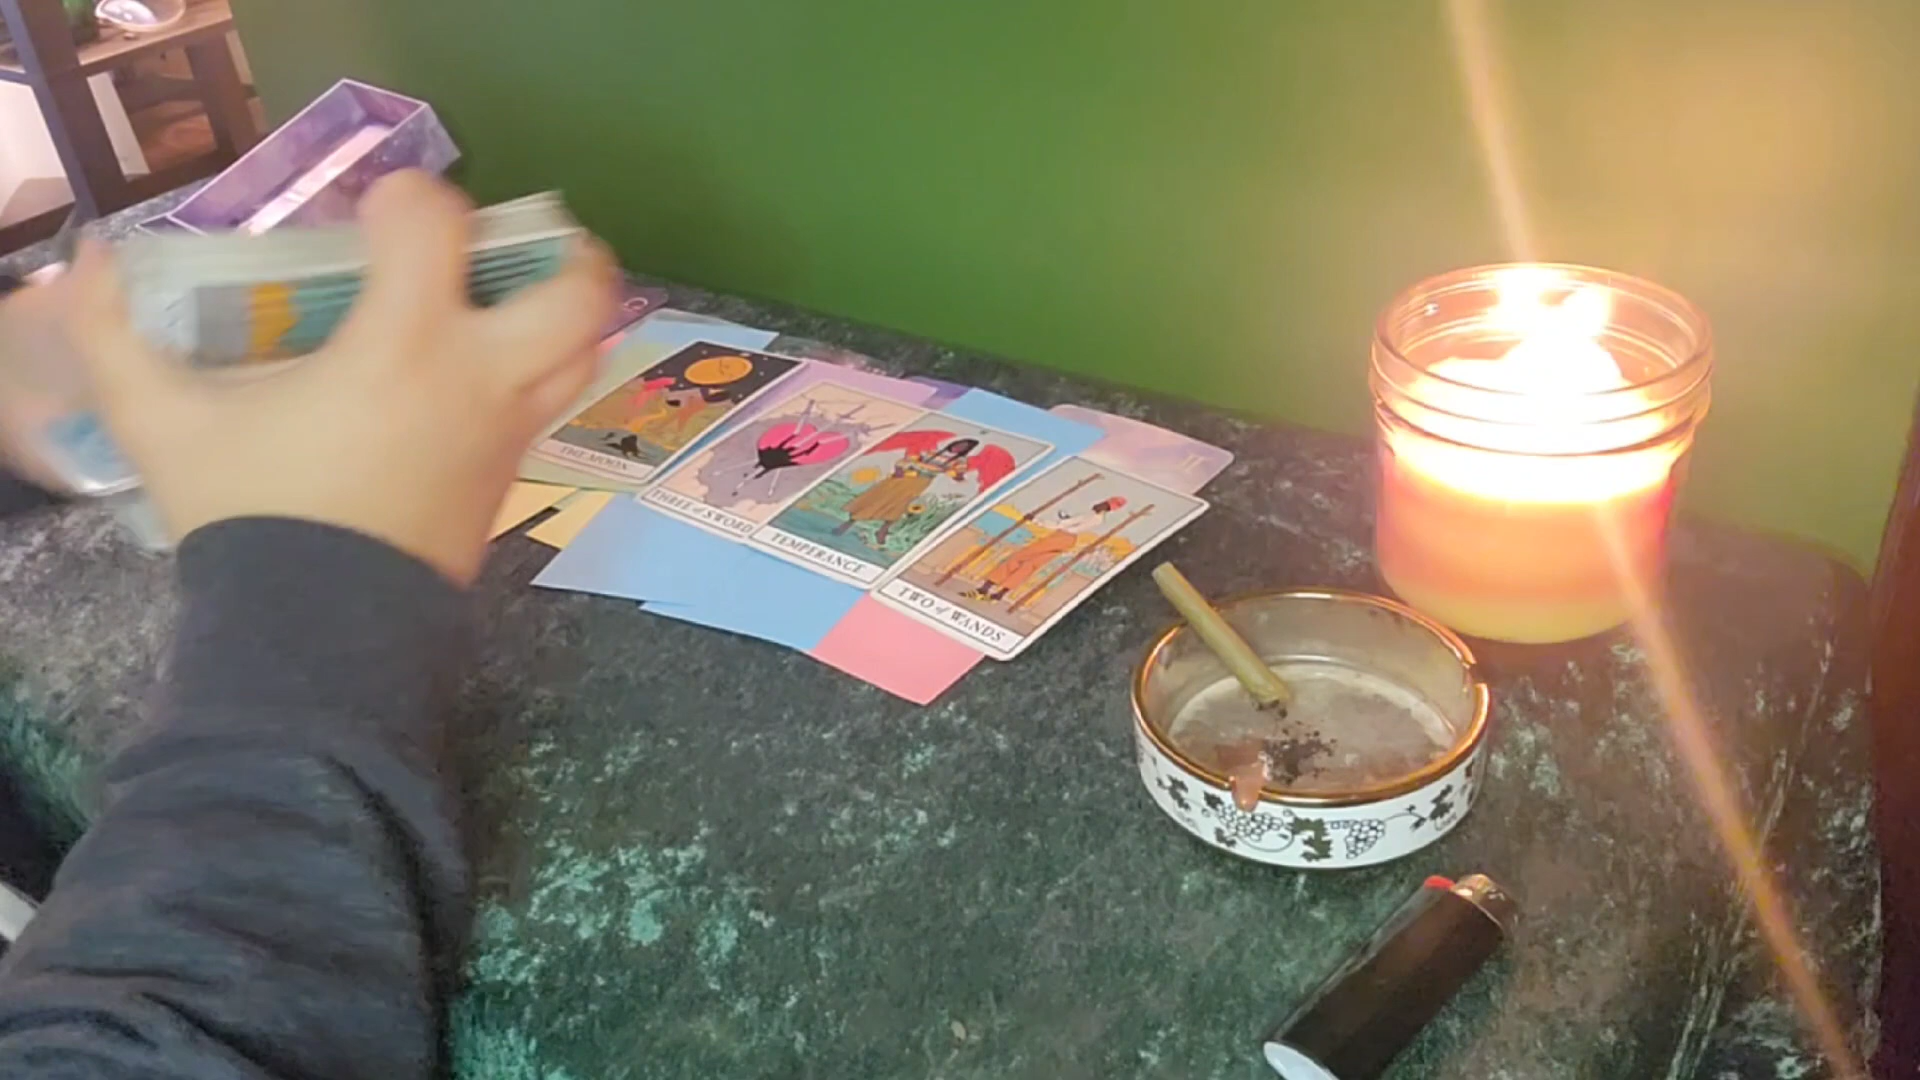 THE MOON
THREE of SWORDS
TEMPERANCE
TWO of WANDS